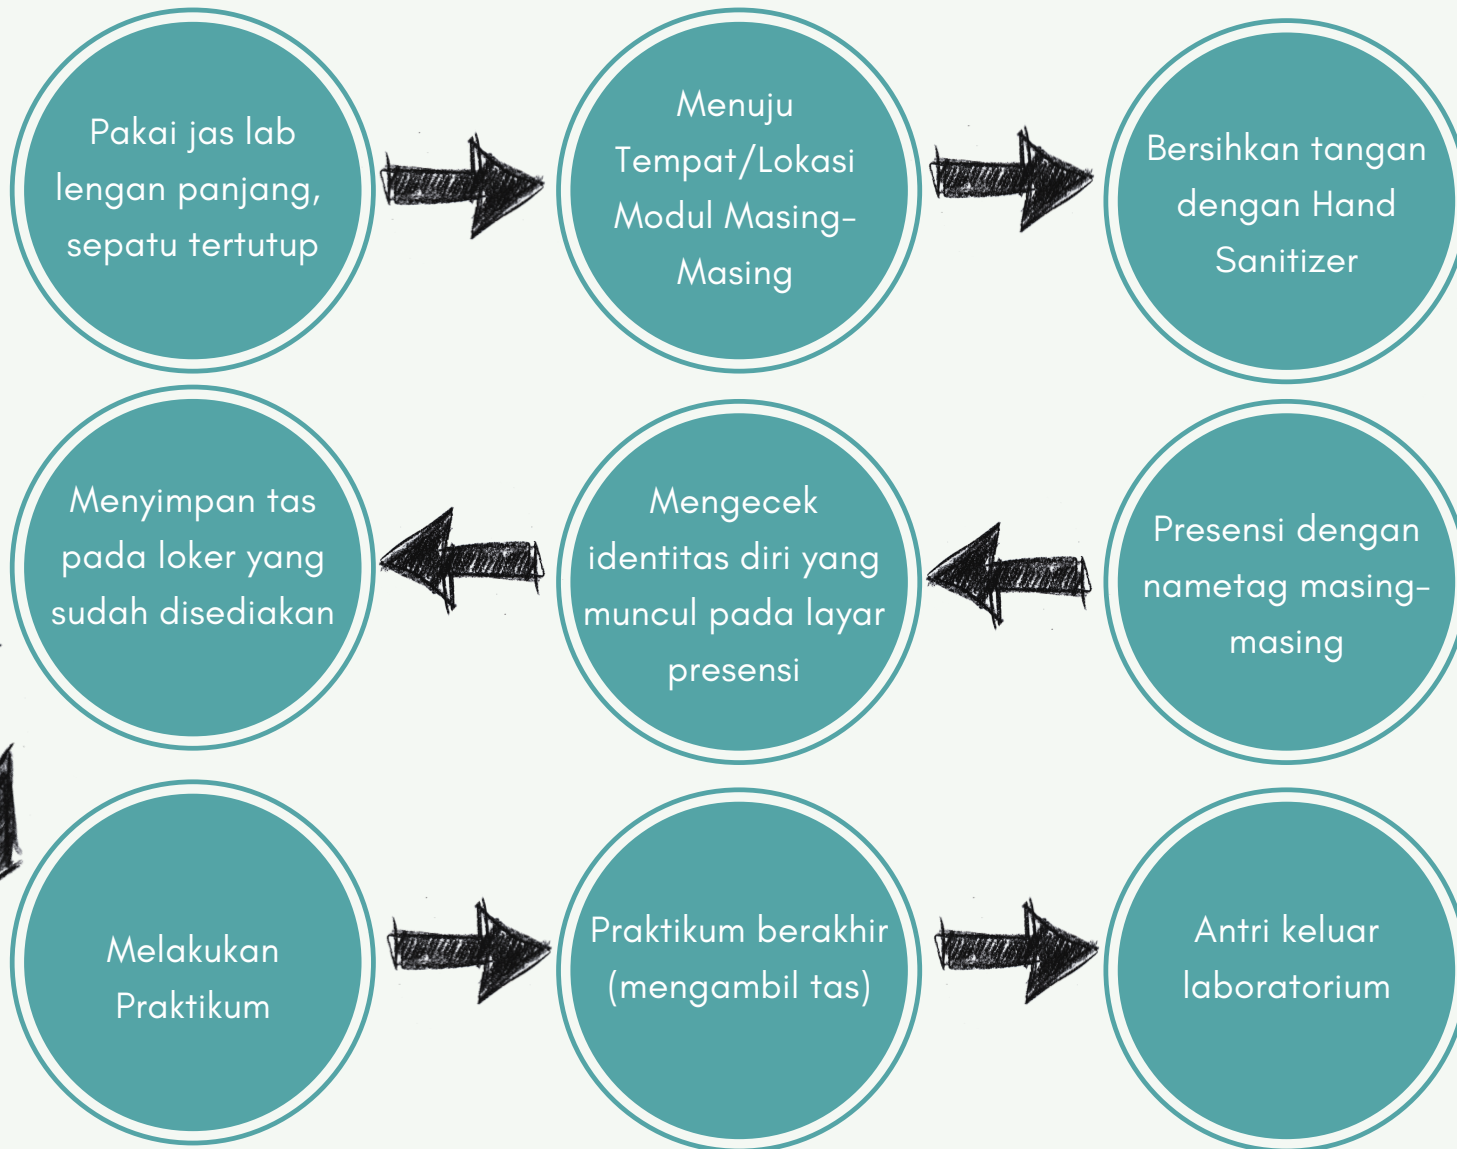 Pakai jas lab
lengan panjang,
sepatu tertutup
Menuju
Tempat/Lokasi
Modul Masing-
Masing
Bersihkan tangan
dengan Hand
Sanitizer
Presensi dengan
nametag masing-
masing
Mengecek
identitas diri yang
muncul pada layar
presensi
Menyimpan tas
pada loker yang
sudah disediakan
Melakukan
Praktikum
Praktikum berakhir
(mengambil tas)
Antri keluar
laboratorium